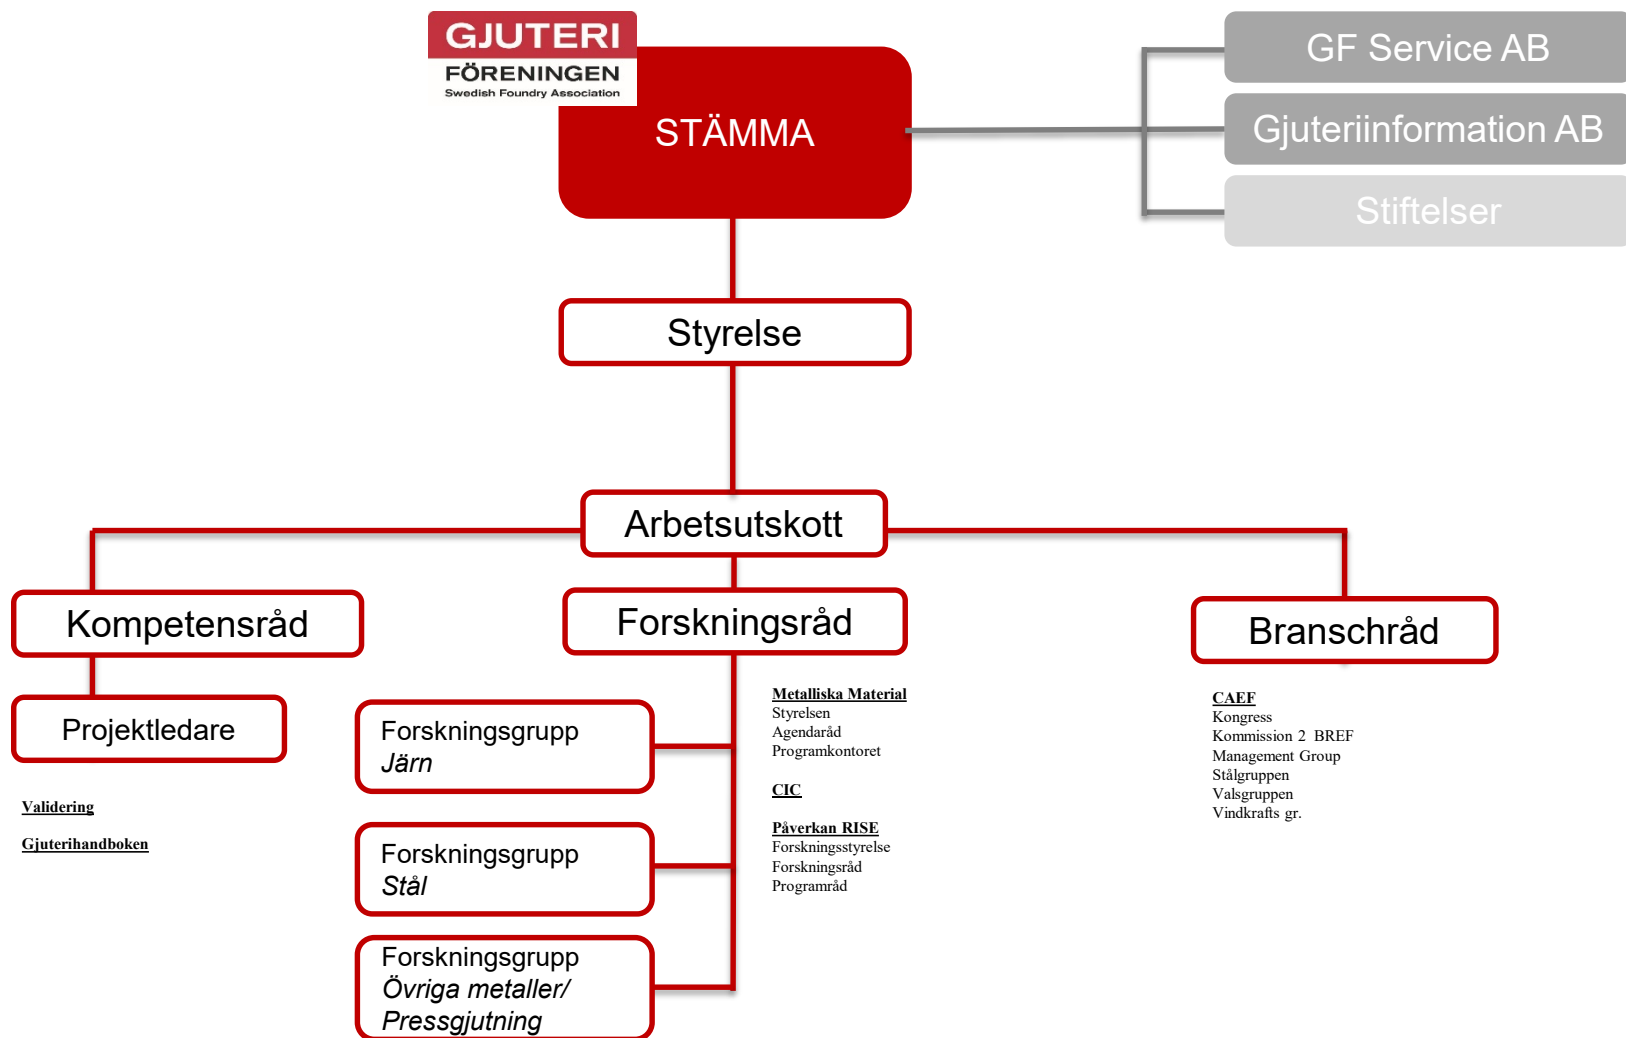 GJUTERI
FÖRENINGEN
Swedish Foundry Association
STÄMMA
GF Service AB
Gjuteriinformation AB
Stiftelser
Styrelse
Arbetsutskott
Kompetensråd
Projektledare
Validering
Gjuterihandboken
Forskningsråd
Forskningsgrupp
Järn
Forskningsgrupp
Stål
Forskningsgrupp
Övriga metaller/
Pressgjutning
Metalliska Material
Styrelsen
Agendaråd
Programkontoret
CIC
Påverkan RISE
Forskningsstyrelse
Forskningsråd
Programråd
Branschråd
CAEF
Kongress
Kommission 2 BREF
Management Group
Stålgruppen
Valsgruppen
Vindkrafts gr.